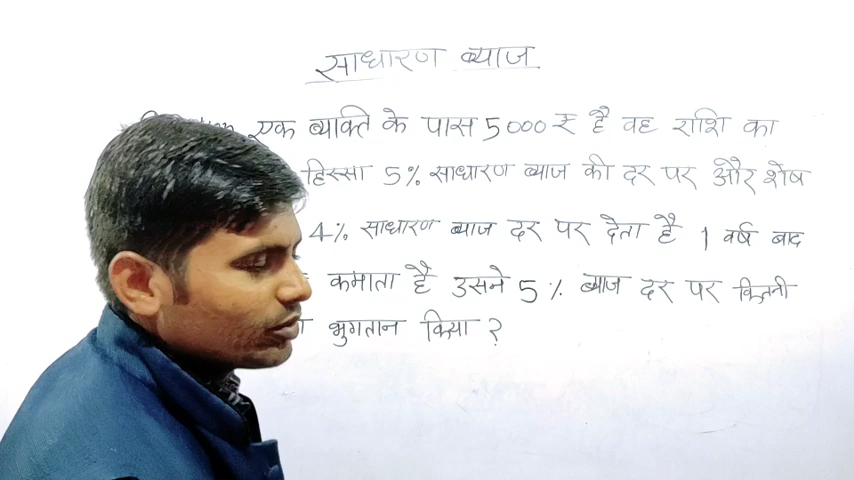 साधारण ब्याज
एक व्यक्ति के पास 5000 ₹ है वह राशि का
हिस्सा 5% साधारण ब्याज की दर पर और शेष
4% साधारण ब्याज दर पर देता है 1 वर्ष बाद
कमाता है उसने 5% ब्याज दर पर कितनी
भुगतान किया ?